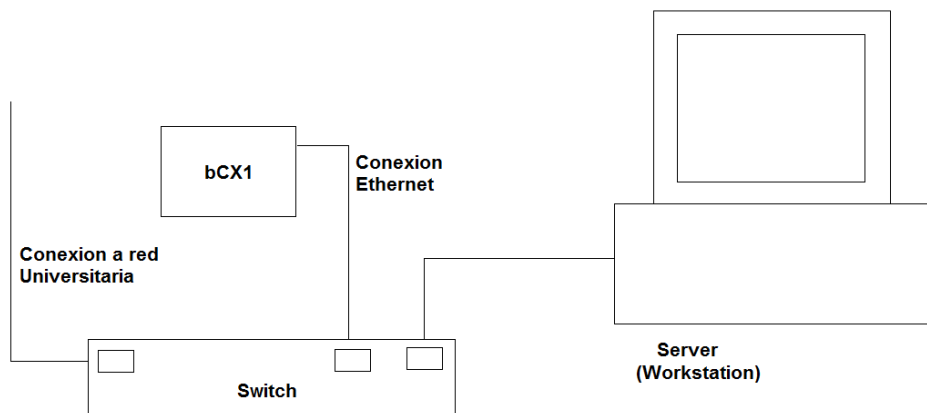 bCX1
Conexion
Ethernet
Conexion a red
Universitaria
Switch
Server
(Workstation)